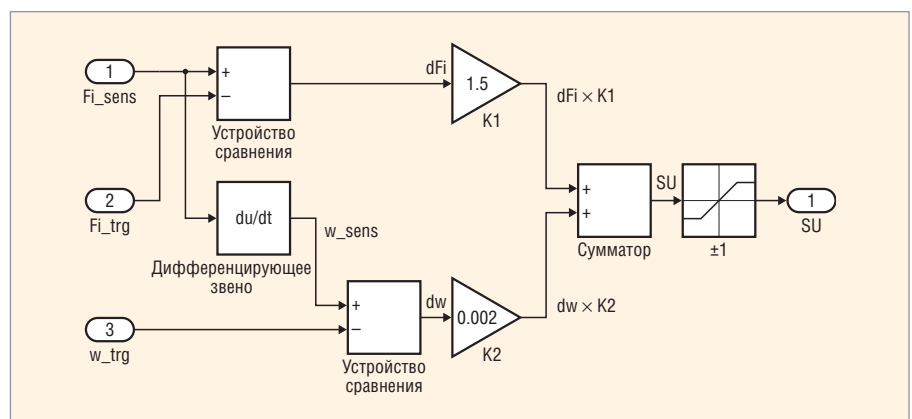 1
Fi_sens
+
–
Устройство
сравнения
dFi
1.5
K1
dFi × K1
2
Fi_trg
du/dt
Дифференцирующее
звено
w_sens
+
+
Сумматор
SU
±1
1
SU
3
w_trg
+
–
Устройство
сравнения
dw
0.002
K2
dw × K2